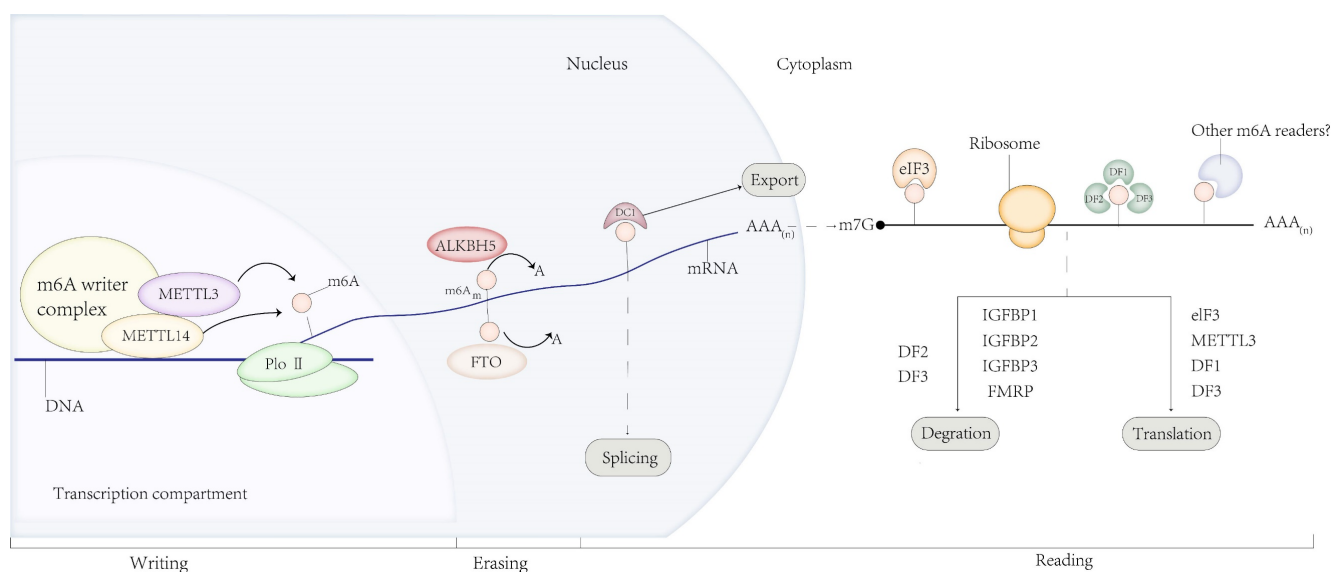 Nucleus
Cytoplasm
Other m6A readers?
Ribosome
eIF3
DF1
DF2
DF3
Export
DC1
AAA(n)
m7G
AAA(n)
mRNA
ALKBH5
A
m6Am
A
FTO
m6A writer
complex
METTL3
METTL14
m6A
Plo II
DNA
Splicing
Transcription compartment
DF2
DF3
IGFBP1
IGFBP2
IGFBP3
FMRP
elF3
METTL3
DF1
DF3
Degration
Translation
Writing
Erasing
Reading